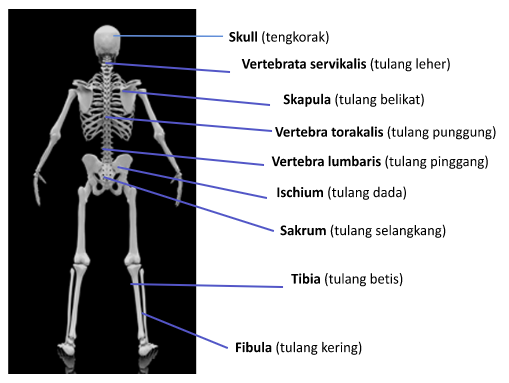 Skull (tengkorak)
Vertebrata servikalis (tulang leher)
Skapula (tulang belikat)
Vertebra torakalis (tulang punggung)
Vertebra lumbaris (tulang pinggang)
Ischium (tulang dada)
Sakrum (tulang selangkang)
Tibia (tulang betis)
Fibula (tulang kering)